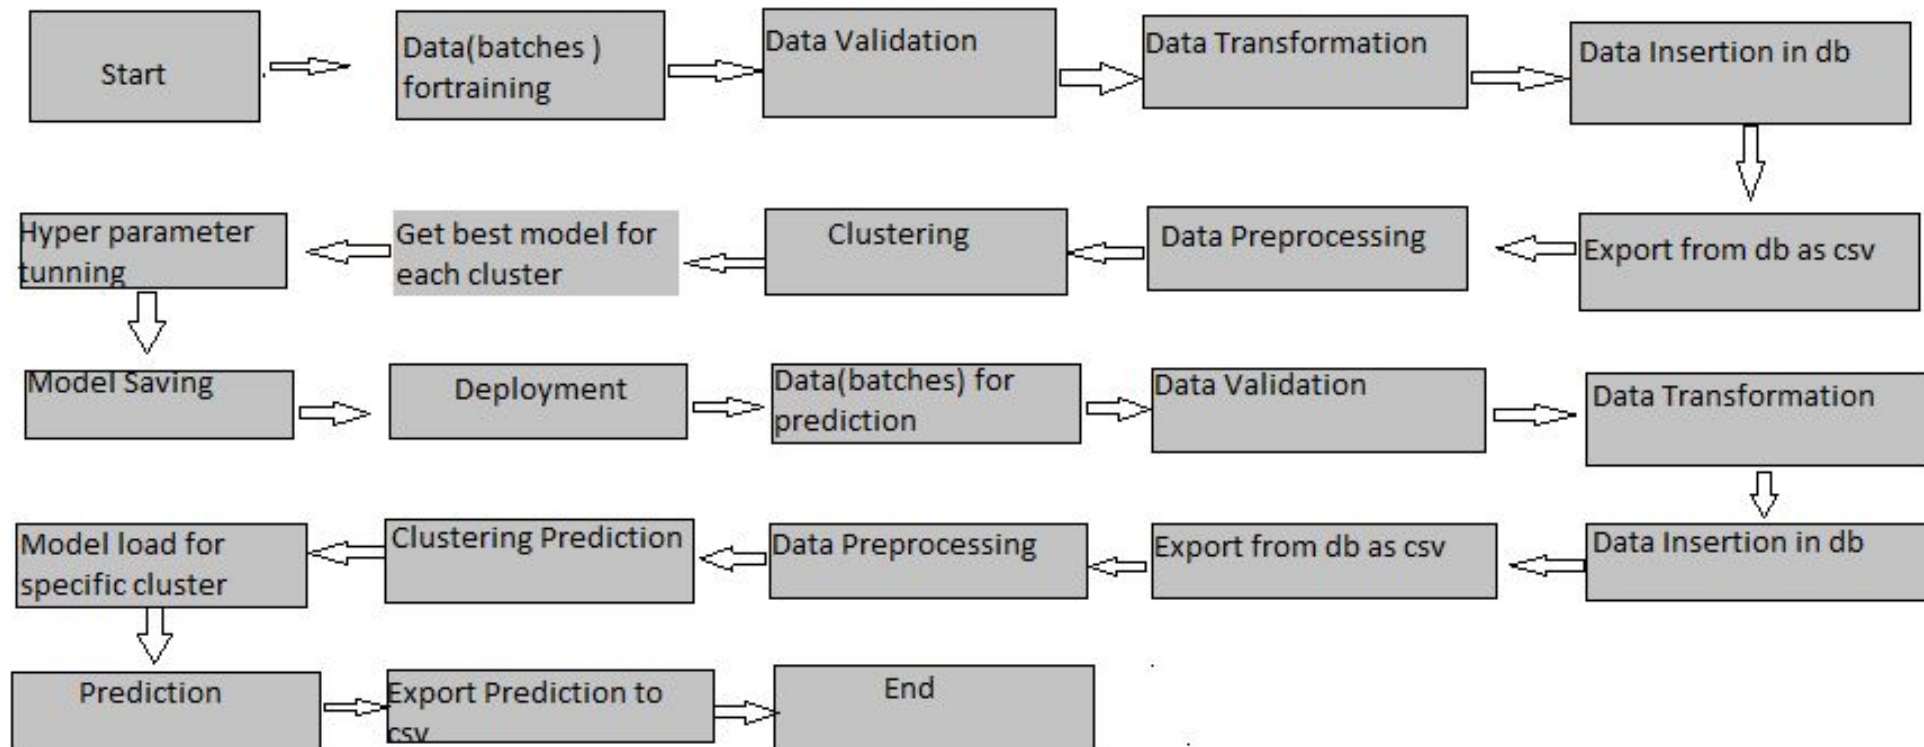 Start
Data(batches )
fortraining
Data Validation
Data Transformation
Data Insertion in db
Export from db as csv
Data Preprocessing
Clustering
Get best model for
each cluster
Hyper parameter
tunning
Model Saving
Deployment
Data(batches) for
prediction
Data Validation
Data Transformation
Data Insertion in db
Export from db as csv
Data Preprocessing
Clustering Prediction
Model load for
specific cluster
Prediction
Export Prediction to
csv
End